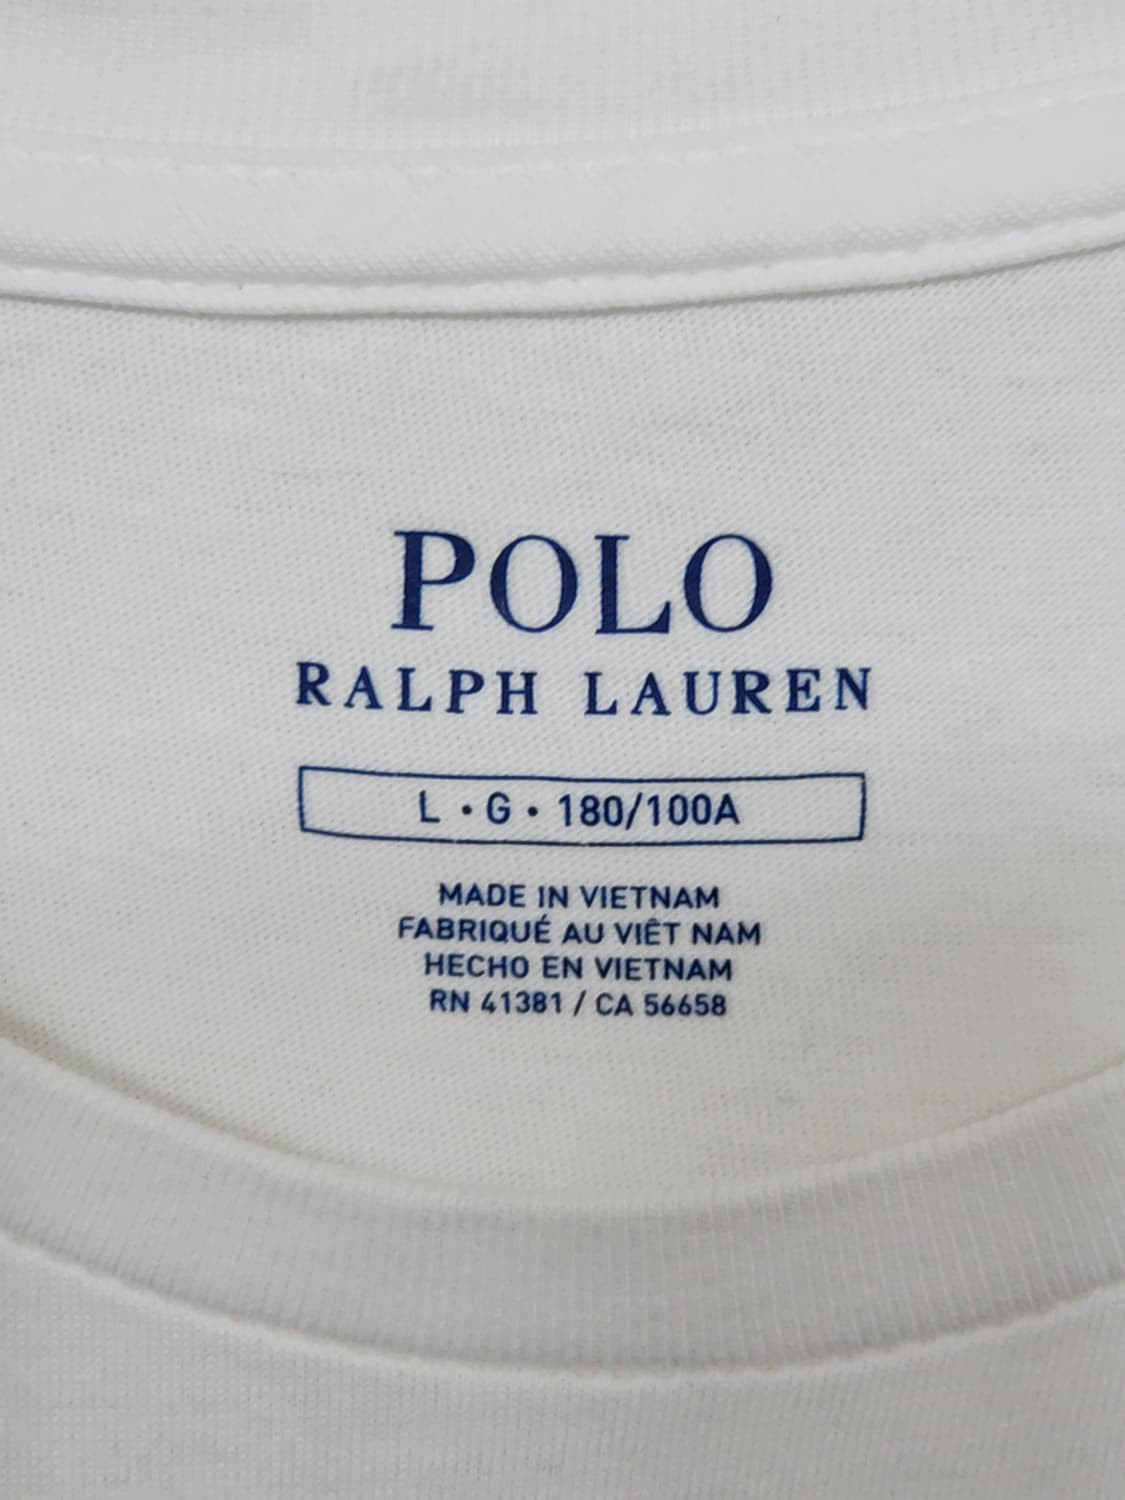 POLO
RALPH LAUREN
L • G • 180/100A
MADE IN VIETNAM
FABRIQUÉ AU VIÊT NAM
HECHO EN VIETNAM
RN 41381 / CA 56658